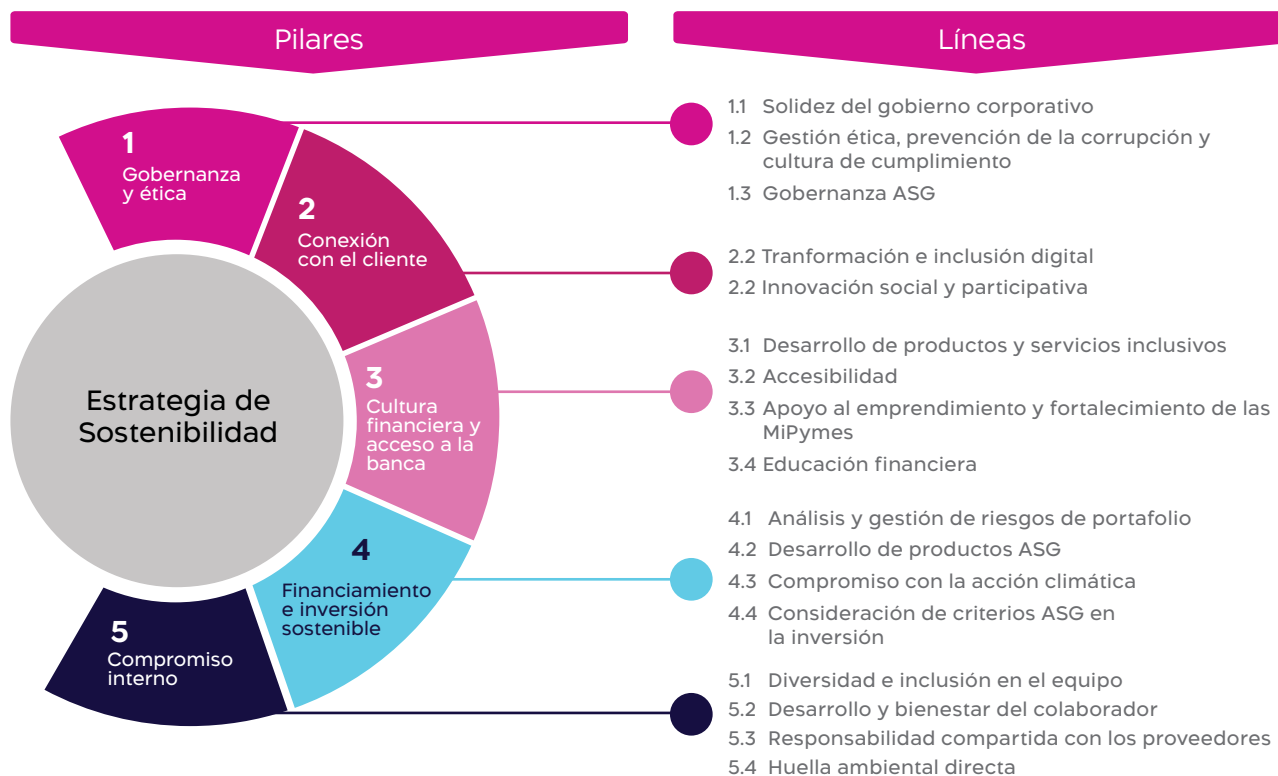 Pilares
Líneas
1
Gobernanza
y ética
2
Conexión
con el cliente
3
Cultura
financiera y
acceso a la
banca
4
Financiamiento
e inversión
sostenible
5
Compromiso
interno
Estrategia de
Sostenibilidad
1.1 Solidez del gobierno corporativo
1.2 Gestión ética, prevención de la corrupción y
cultura de cumplimiento
1.3 Gobernanza ASG
2.2 Tranformación e inclusión digital
2.2 Innovación social y participativa
3.1 Desarrollo de productos y servicios inclusivos
3.2 Accesibilidad
3.3 Apoyo al emprendimiento y fortalecimiento de las
MiPymes
3.4 Educación financiera
4.1 Análisis y gestión de riesgos de portafolio
4.2 Desarrollo de productos ASG
4.3 Compromiso con la acción climática
4.4 Consideración de criterios ASG en
la inversión
5.1 Diversidad e inclusión en el equipo
5.2 Desarrollo y bienestar del colaborador
5.3 Responsabilidad compartida con los proveedores
5.4 Huella ambiental directa